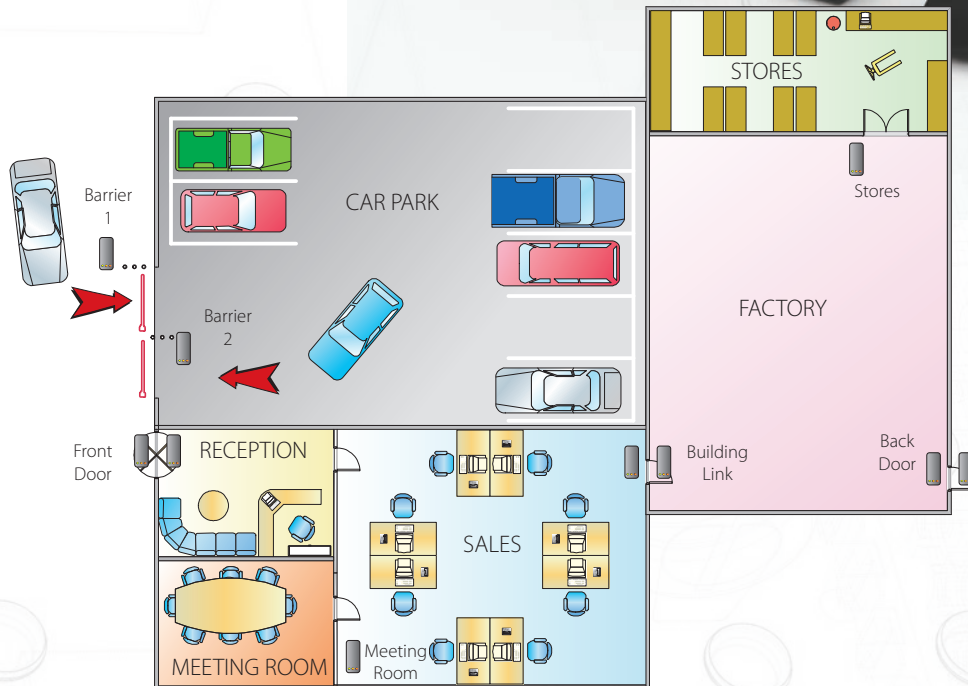 STORES
Barrier
1
CAR PARK
Stores
Barrier
2
FACTORY
Front
Door
RECEPTION
Building
Link
Back
Door
SALES
MEETING ROOM
Meeting
Room